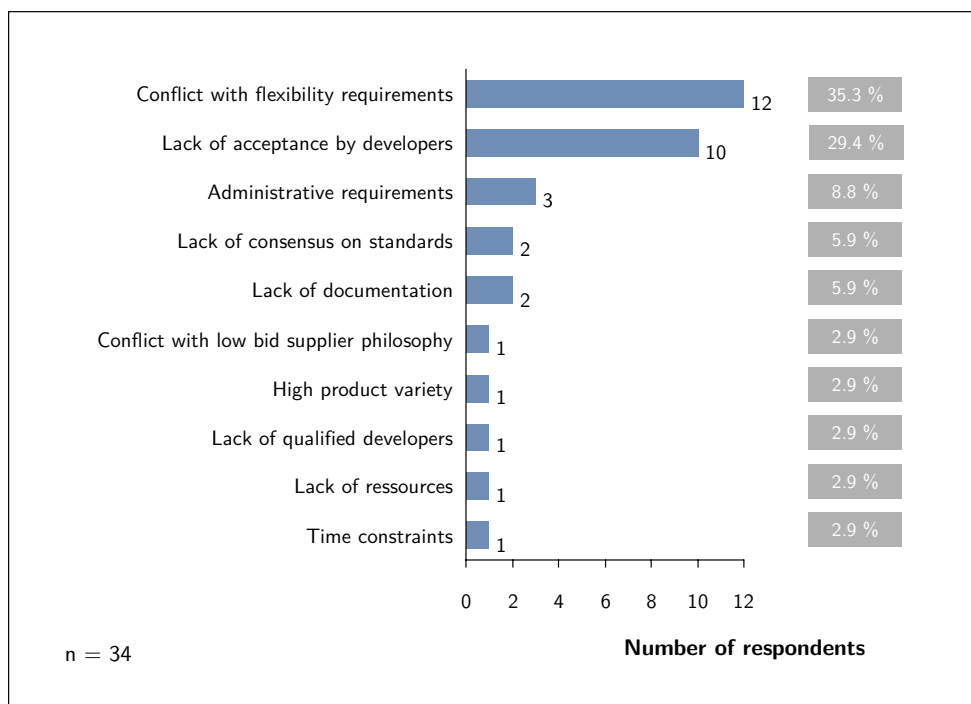 Conflict with flexibility requirements 12 35.3 %
Lack of acceptance by developers 10 29.4 %
Administrative requirements 3 8.8 %
Lack of consensus on standards 2 5.9 %
Lack of documentation 2 5.9 %
Conflict with low bid supplier philosophy 1 2.9 %
High product variety 1 2.9 %
Lack of qualified developers 1 2.9 %
Lack of ressources 1 2.9 %
Time constraints 1 2.9 %
0 2 4 6 8 10 12
Number of respondents
n = 34